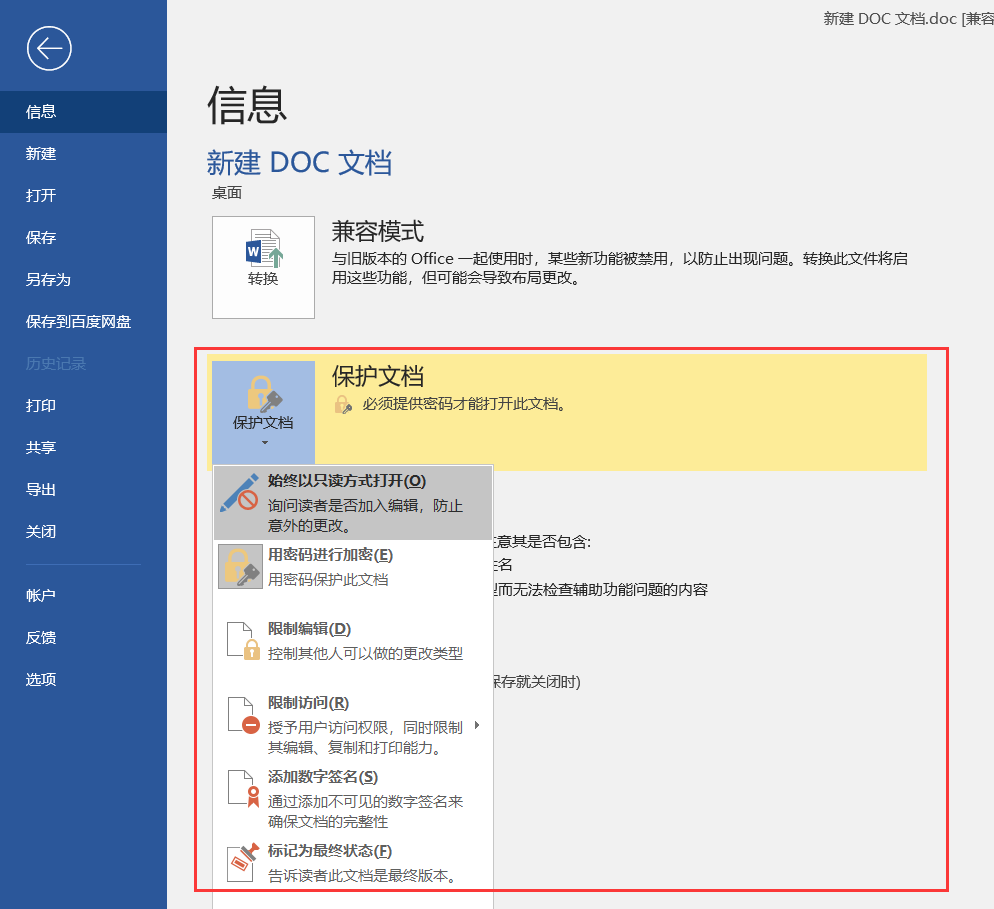 新建 DOC 文档.doc [兼容
信息
新建
打开
保存
另存为
保存到百度网盘
历史记录
打印
共享
导出
关闭
帐户
反馈
选项
信息
新建 DOC 文档
桌面
转换
兼容模式
与旧版本的 Office 一起使用时，某些新功能被禁用，以防止出现问题。转换此文件将启
用这些功能，但可能会导致布局更改。
保护文档
保护文档
必须提供密码才能打开此文档。
始终以只读方式打开(O)
询问读者是否加入编辑，防止
意外的更改。
用密码进行加密(E)
用密码保护此文档
限制编辑(D)
控制其他人可以做的更改类型
限制访问(R)
授予用户访问权限，同时限制
其编辑、复制和打印能力。
添加数字签名(S)
通过添加不可见的数字签名来
确保文档的完整性
标记为最终状态(F)
告诉读者此文档是最终版本。
意其是否包含:
名
而无法检查辅助功能问题的内容
保存就关闭时)